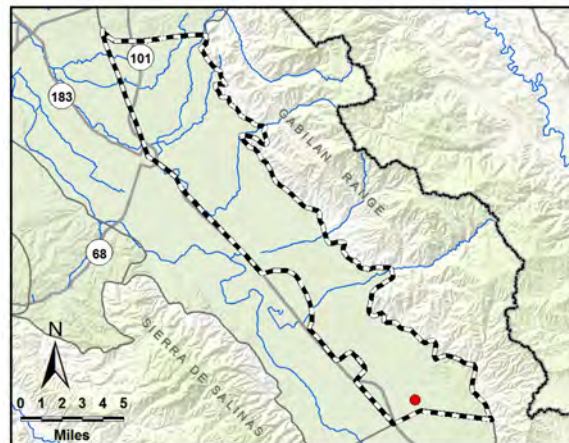 101
183
GABILAN RANGE
68
SIERRA DE SALINAS
N
0 1 2 3 4 5
Miles